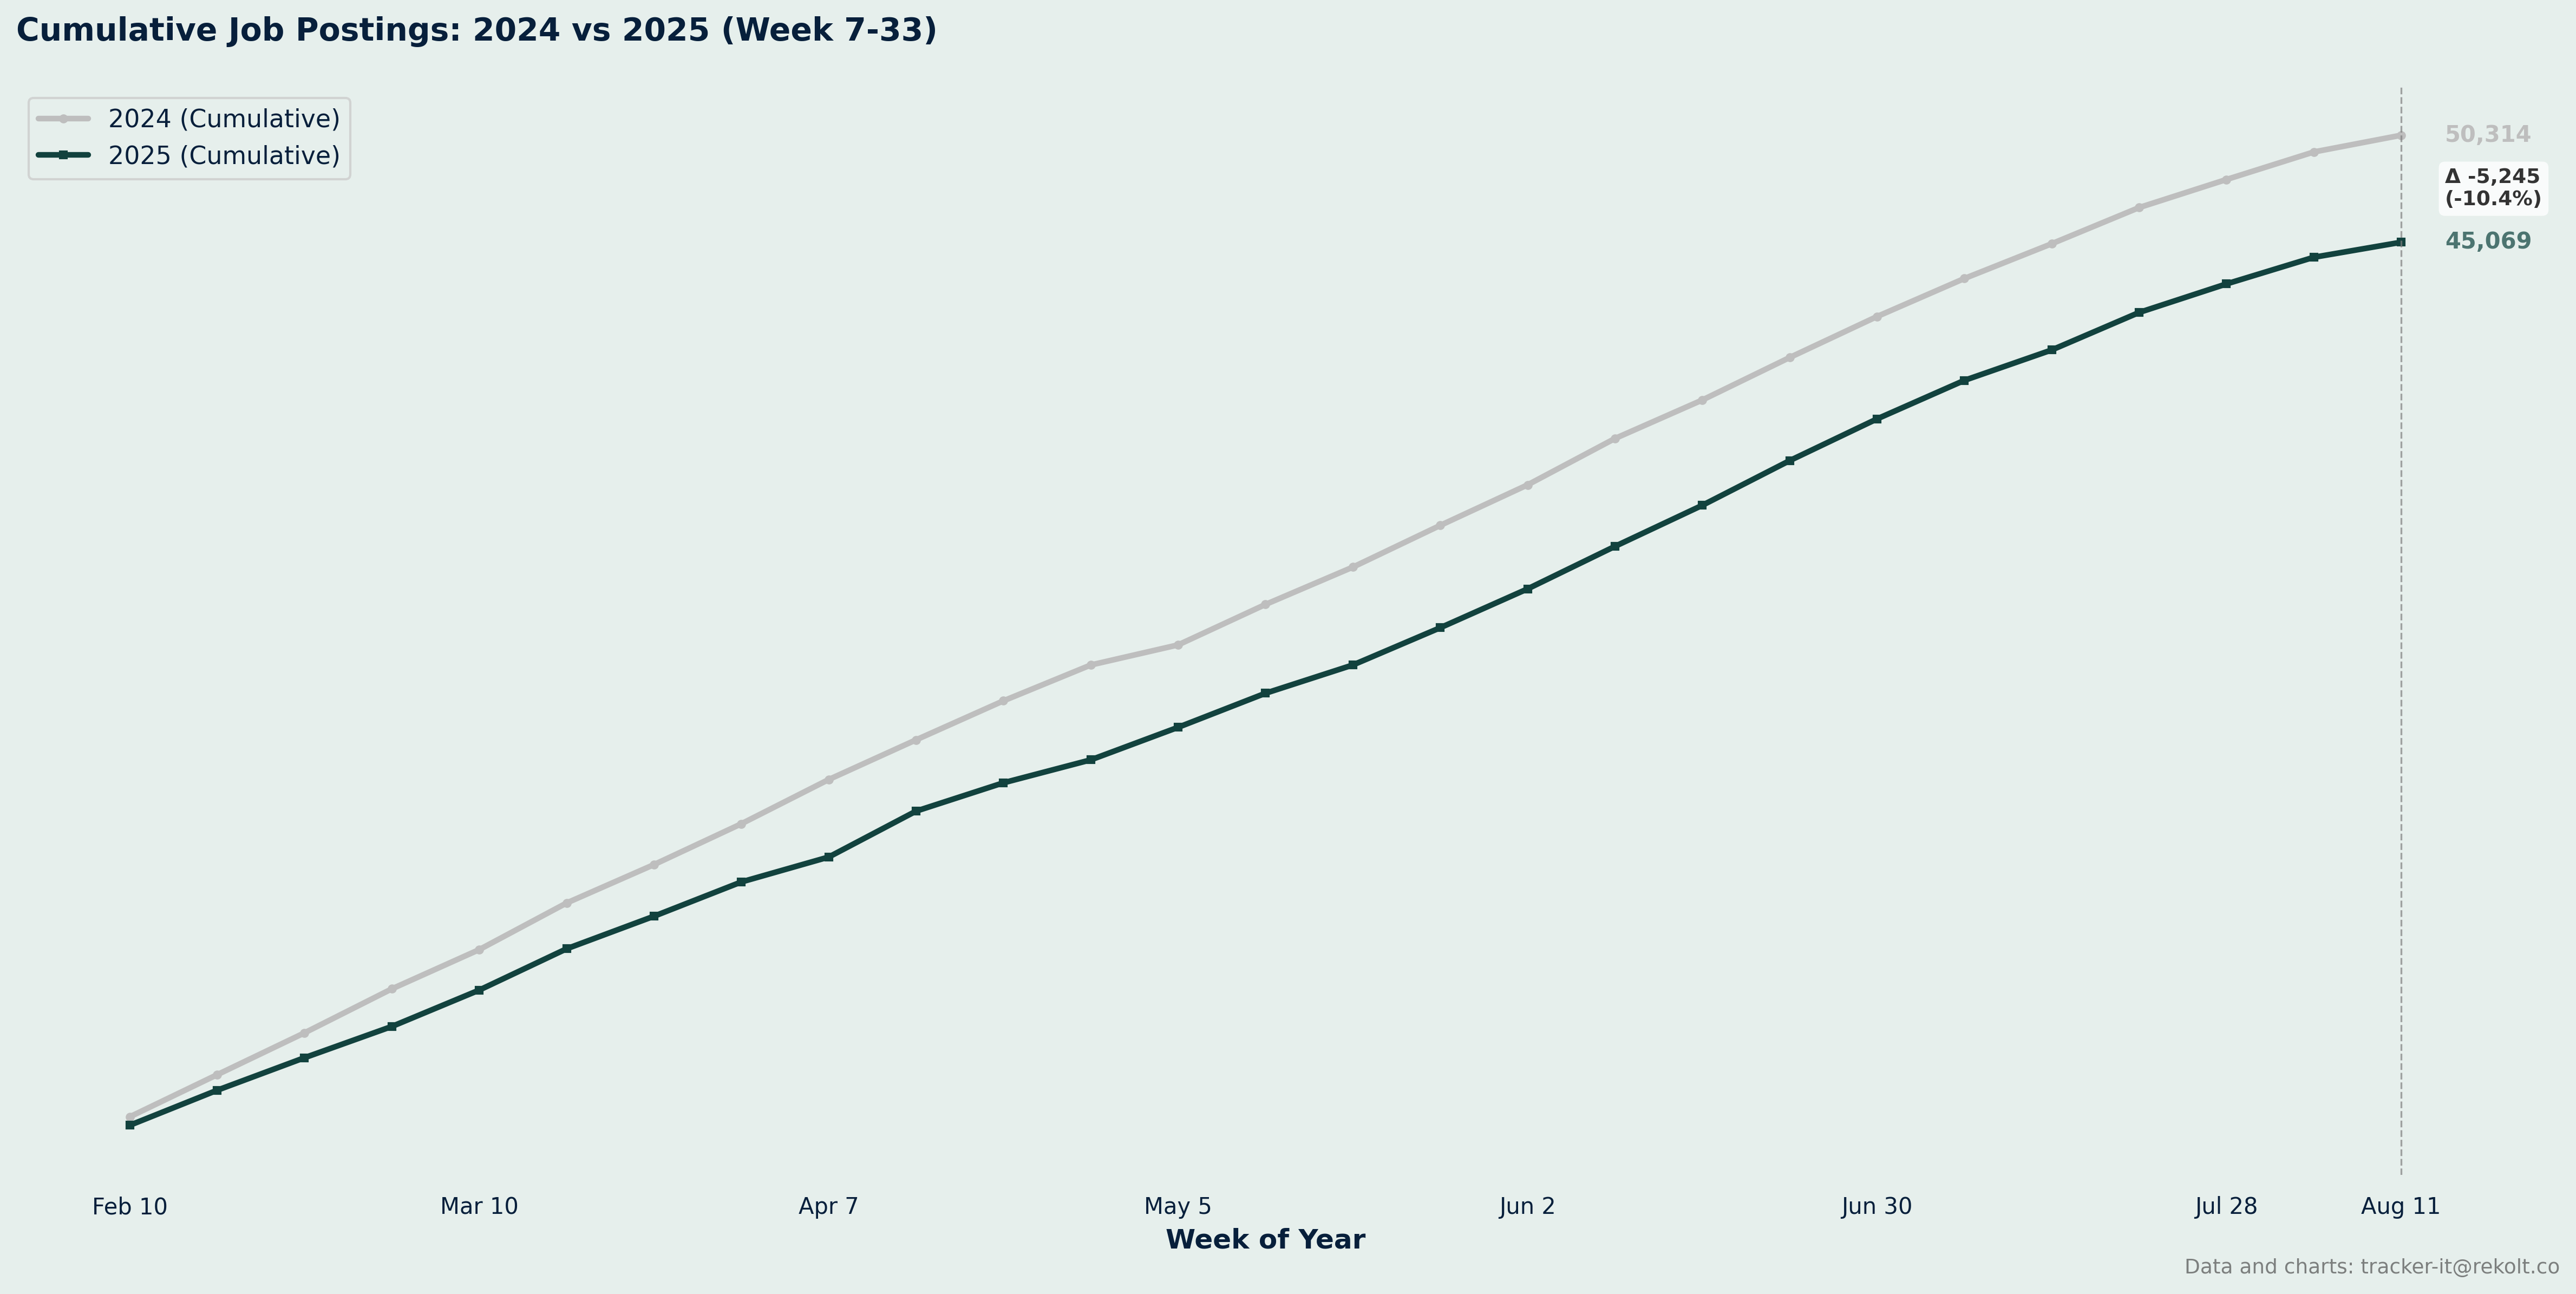 Cumulative Job Postings: 2024 vs 2025 (Week 7-33)
2024 (Cumulative)
2025 (Cumulative)
50,314
Δ -5,245
(-10.4%)
45,069
Feb 10
Mar 10
Apr 7
May 5
Jun 2
Jun 30
Jul 28
Aug 11
Week of Year
Data and charts: tracker-it@rekolt.co